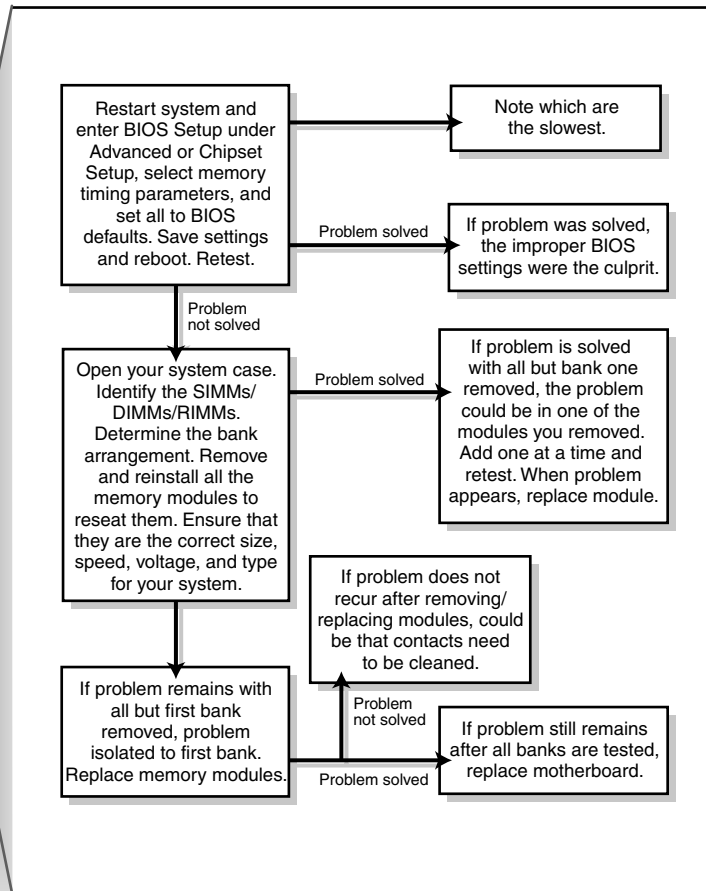 Restart system and
enter BIOS Setup under
Advanced or Chipset
Setup, select memory
timing parameters, and
set all to BIOS
defaults. Save settings
and reboot. Retest.
Note which are
the slowest.
Problem solved
If problem was solved,
the improper BIOS
settings were the culprit.
Problem
not solved
Open your system case.
Identify the SIMMs/
DIMMs/RIMMs.
Determine the bank
arrangement. Remove
and reinstall all the
memory modules to
reseat them. Ensure that
they are the correct size,
speed, voltage, and type
for your system.
Problem solved
If problem is solved
with all but bank one
removed, the problem
could be in one of the
modules you removed.
Add one at a time and
retest. When problem
appears, replace module.
If problem does not
recur after removing/
replacing modules, could
be that contacts need
to be cleaned.
If problem remains with
all but first bank
removed, problem
isolated to first bank.
Replace memory modules.
Problem
not solved
Problem solved
If problem still remains
after all banks are tested,
replace motherboard.